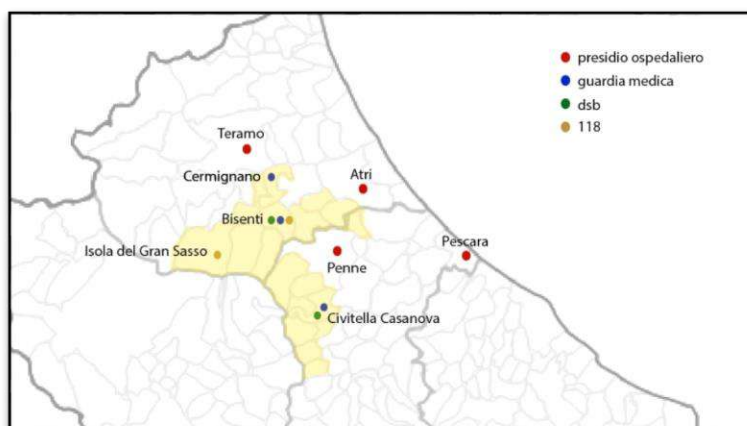 presidio ospedaliero
guardia medica
dsb
118
Teramo
Cermignano
Atri
Bisenti
Isola del Gran Sasso
Pescara
Penne
Civitella Casanova